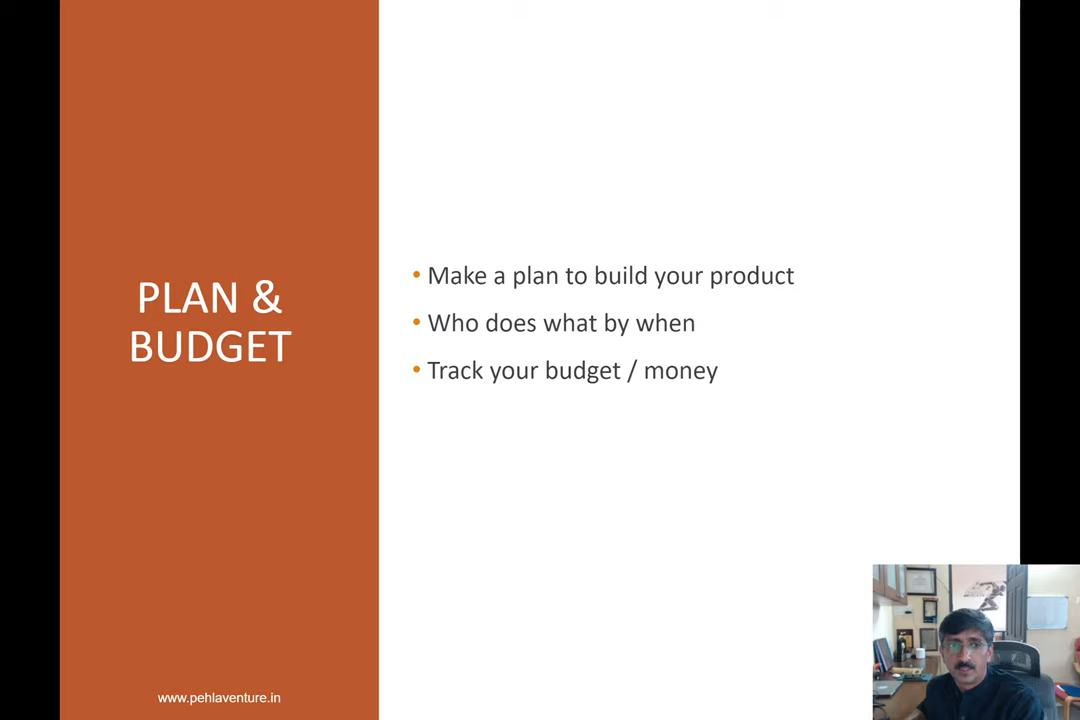 PLAN &
BUDGET
• Make a plan to build your product
• Who does what by when
• Track your budget / money
www.pehlaventure.in